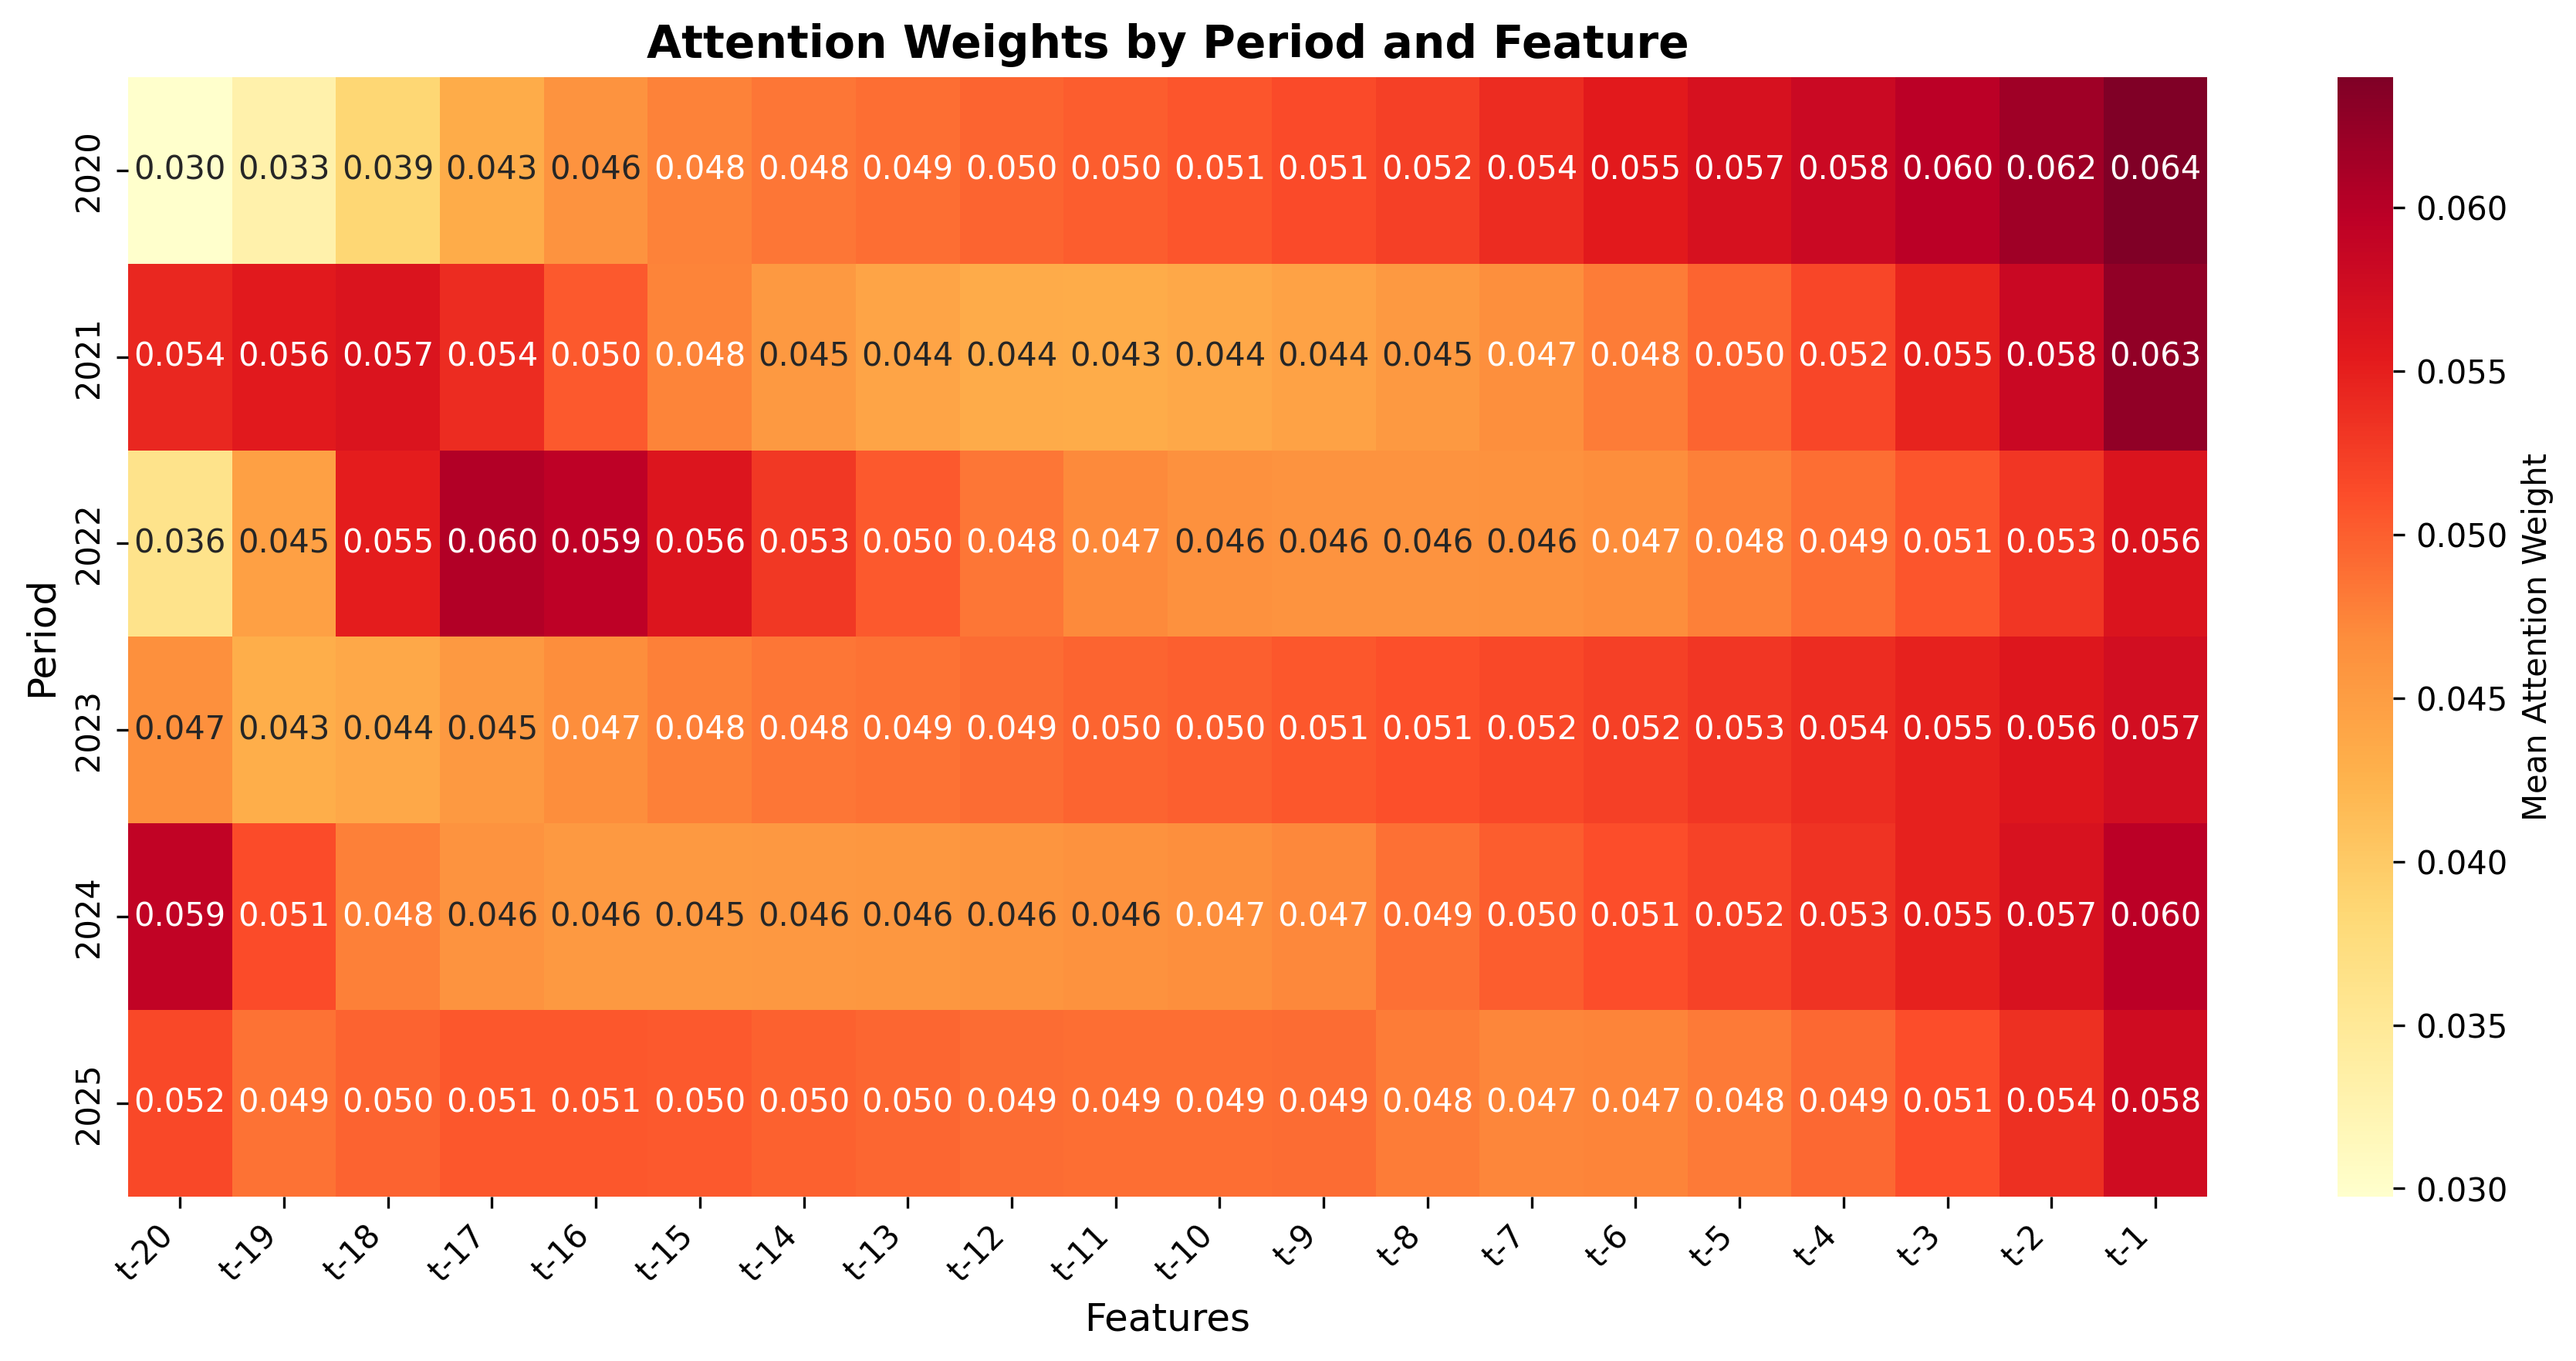 Attention Weights by Period and Feature
Period
2020 0.030 0.033 0.039 0.043 0.046 0.048 0.048 0.049 0.050 0.050 0.051 0.051 0.052 0.054 0.055 0.057 0.058 0.060 0.062 0.064
2021 0.054 0.056 0.057 0.054 0.050 0.048 0.045 0.044 0.044 0.043 0.044 0.044 0.045 0.047 0.048 0.050 0.052 0.055 0.058 0.063
2022 0.036 0.045 0.055 0.060 0.059 0.056 0.053 0.050 0.048 0.047 0.046 0.046 0.046 0.046 0.047 0.048 0.049 0.051 0.053 0.056
2023 0.047 0.043 0.044 0.045 0.047 0.048 0.048 0.049 0.049 0.050 0.050 0.051 0.051 0.052 0.052 0.053 0.054 0.055 0.056 0.057
2024 0.059 0.051 0.048 0.046 0.046 0.045 0.046 0.046 0.046 0.046 0.047 0.047 0.049 0.050 0.051 0.052 0.053 0.055 0.057 0.060
2025 0.052 0.049 0.050 0.051 0.051 0.050 0.050 0.050 0.049 0.049 0.049 0.049 0.048 0.047 0.047 0.048 0.049 0.051 0.054 0.058
t-20 t-19 t-18 t-17 t-16 t-15 t-14 t-13 t-12 t-11 t-10 t-9 t-8 t-7 t-6 t-5 t-4 t-3 t-2 t-1
Features
0.060
0.055
0.050
0.045
0.040
0.035
0.030
Mean Attention Weight